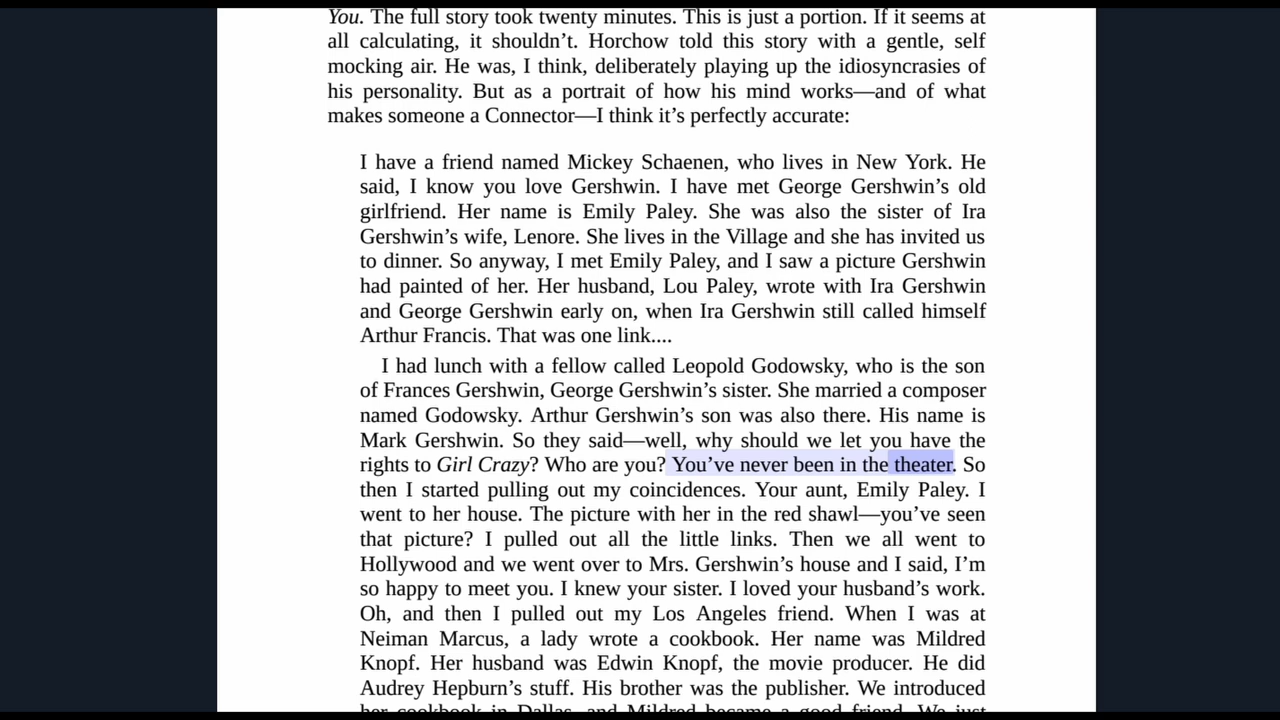 You. The full story took twenty minutes. This is just a portion. If it seems at
all calculating, it shouldn’t. Horchow told this story with a gentle, self
mocking air. He was, I think, deliberately playing up the idiosyncrasies of
his personality. But as a portrait of how his mind works—and of what
makes someone a Connector—I think it’s perfectly accurate:
I have a friend named Mickey Schaenen, who lives in New York. He
said, I know you love Gershwin. I have met George Gershwin’s old
girlfriend. Her name is Emily Paley. She was also the sister of Ira
Gershwin’s wife, Lenore. She lives in the Village and she has invited us
to dinner. So anyway, I met Emily Paley, and I saw a picture Gershwin
had painted of her. Her husband, Lou Paley, wrote with Ira Gershwin
and George Gershwin early on, when Ira Gershwin still called himself
Arthur Francis. That was one link....
I had lunch with a fellow called Leopold Godowsky, who is the son
of Frances Gershwin, George Gershwin’s sister. She married a composer
named Godowsky. Arthur Gershwin’s son was also there. His name is
Mark Gershwin. So they said—well, why should we let you have the
rights to Girl Crazy? Who are you? You’ve never been in the theater. So
then I started pulling out my coincidences. Your aunt, Emily Paley. I
went to her house. The picture with her in the red shawl—you’ve seen
that picture? I pulled out all the little links. Then we all went to
Hollywood and we went over to Mrs. Gershwin’s house and I said, I’m
so happy to meet you. I knew your sister. I loved your husband’s work.
Oh, and then I pulled out my Los Angeles friend. When I was at
Neiman Marcus, a lady wrote a cookbook. Her name was Mildred
Knopf. Her husband was Edwin Knopf, the movie producer. He did
Audrey Hepburn’s stuff. His brother was the publisher. We introduced
her cookbook in Dallas, and Mildred became a good friend. We just